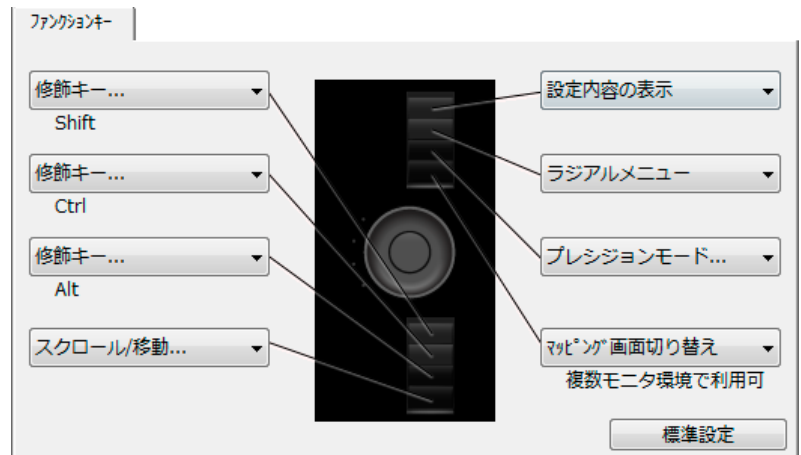 ﾌｧﾝｸｼｮﾝｷｰ
修飾キー...
Shift
修飾キー...
Ctrl
修飾キー...
Alt
スクロール/移動...
設定内容の表示
ラジアルメニュー
プレシジョンモード...
ﾏｯﾋﾟﾝｸﾞ画面切り替え
複数モニタ環境で利用可
標準設定